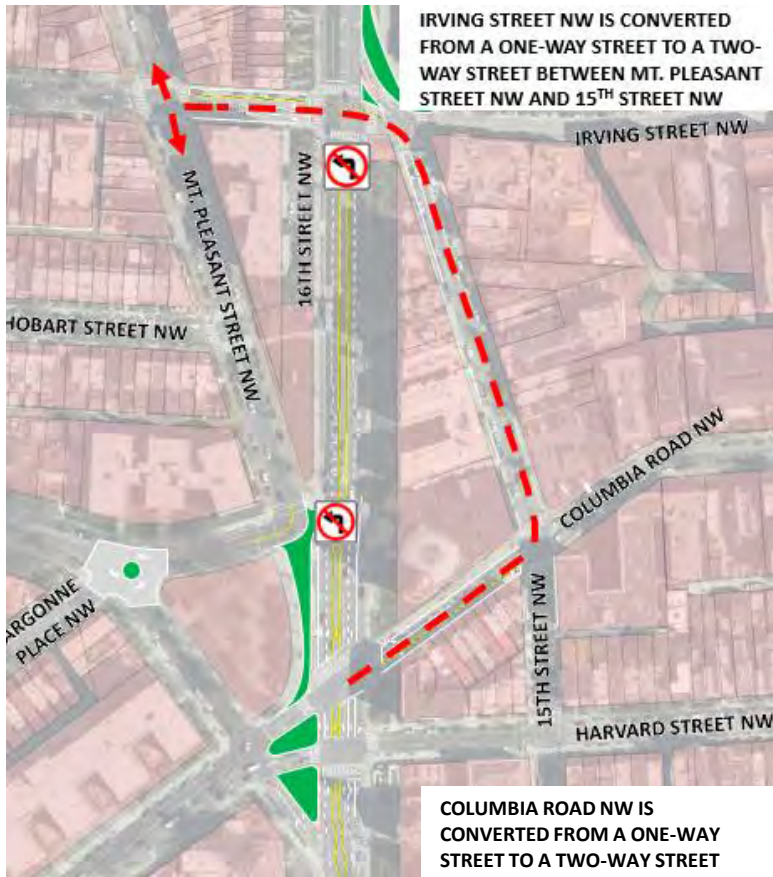 IRVING STREET NW IS CONVERTED
FROM A ONE-WAY STREET TO A TWO-
WAY STREET BETWEEN MT. PLEASANT
STREET NW AND 15TH STREET NW
IRVING STREET NW
MT. PLEASANT STREET NW
16TH STREET NW
HOBART STREET NW
COLUMBIA ROAD NW
ARGONNE
PLACE NW
15TH STREET NW
HARVARD STREET NW
COLUMBIA ROAD NW IS
CONVERTED FROM A ONE-WAY
STREET TO A TWO-WAY STREET